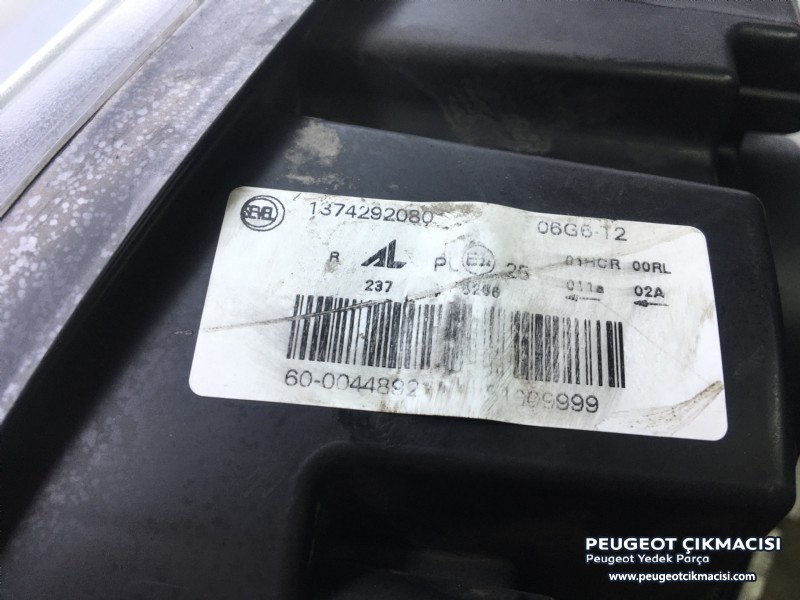 SEVEL 1374292080 06G6-T2
R AL PL 25 01HCR 00RL
237 011a 02A
60-0044892
PEUGEOT ÇIKMACISI
Peugeot Yedek Parça
www.peugeotcikmacisi.com